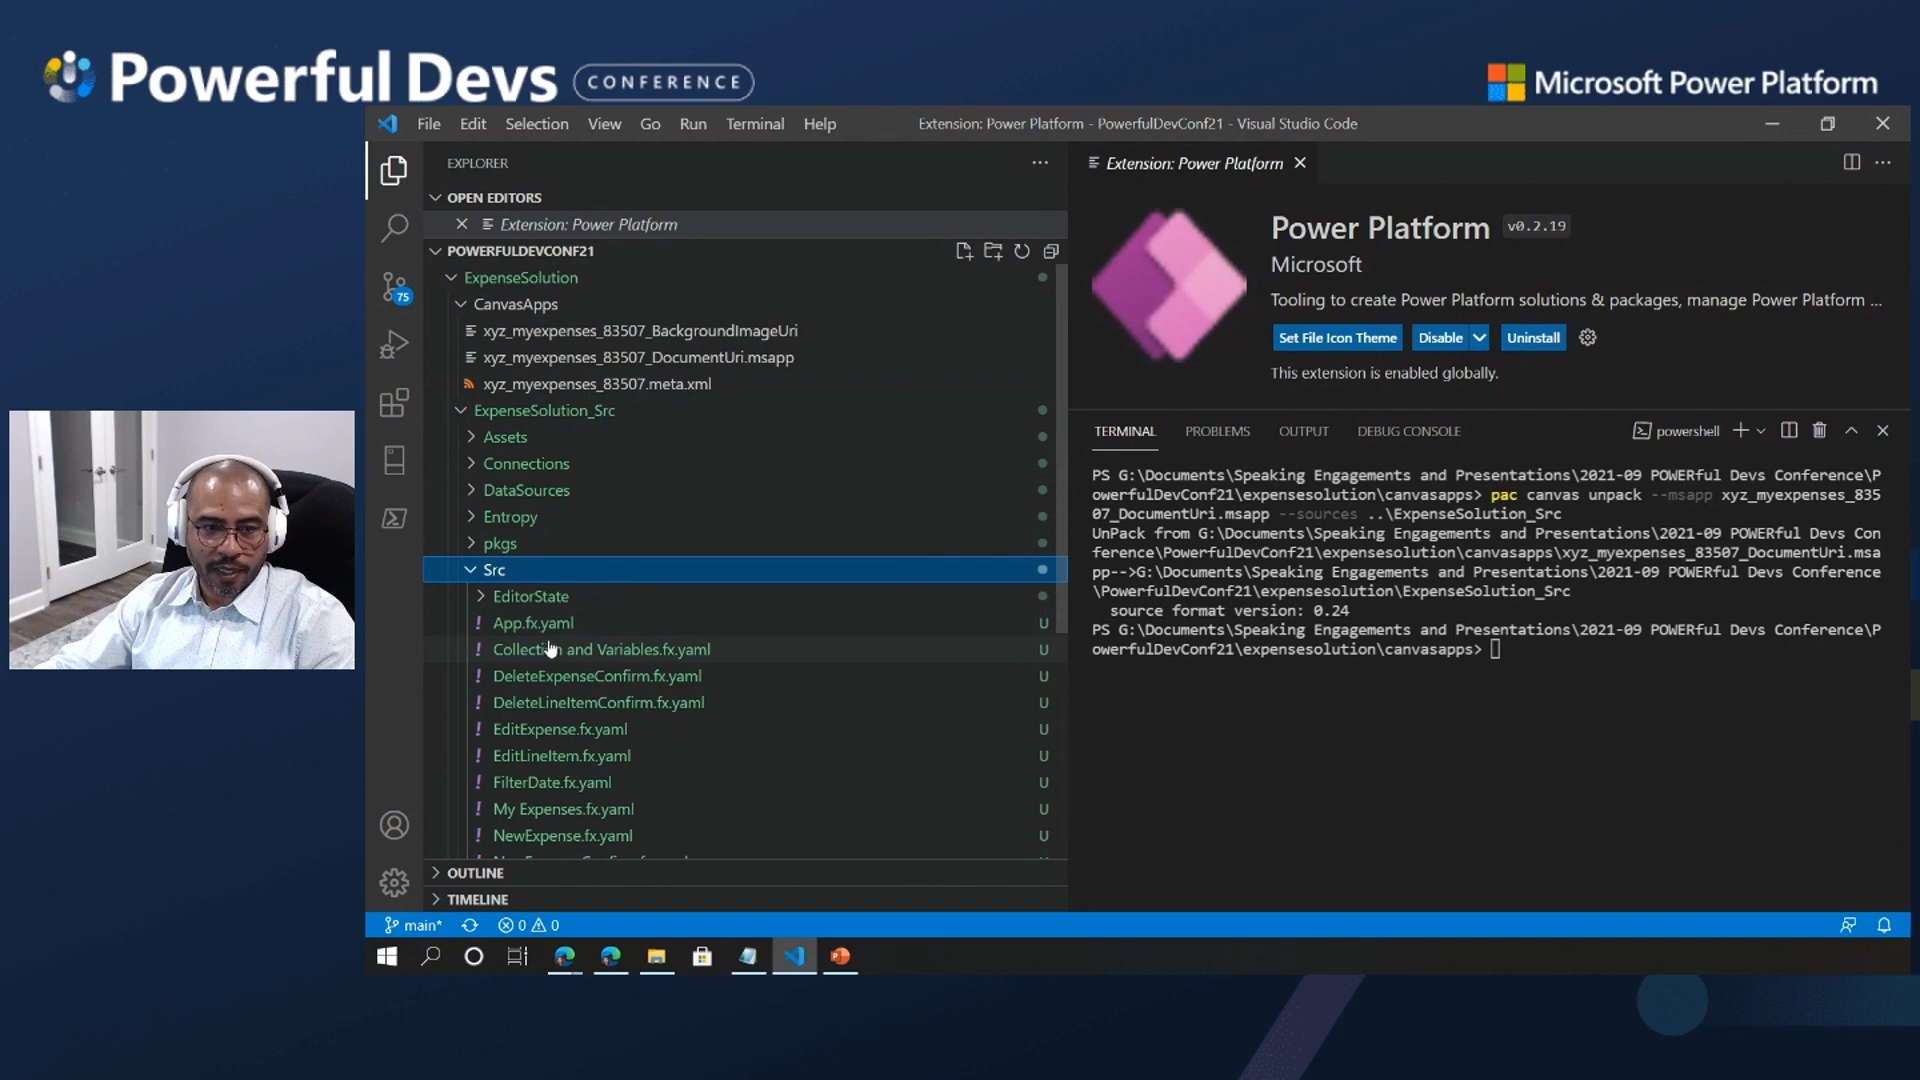 Powerful Devs CONFERENCE
Microsoft Power Platform
File Edit Selection View Go Run Terminal Help
Extension: Power Platform - PowerfulDevConf21 - Visual Studio Code
EXPLORER
OPEN EDITORS
Extension: Power Platform
POWERFULDEVCONF21
ExpenseSolution
CanvasApps
xyz_myexpenses_83507_BackgroundImageUri
xyz_myexpenses_83507_DocumentUri.msapp
xyz_myexpenses_83507.meta.xml
ExpenseSolution_Src
Assets
Connections
DataSources
Entropy
pkgs
Src
EditorState
App.fx.yaml U
Collection and Variables.fx.yaml U
DeleteExpenseConfirm.fx.yaml U
DeleteLineItemConfirm.fx.yaml U
EditExpense.fx.yaml U
EditLineItem.fx.yaml U
FilterDate.fx.yaml U
My Expenses.fx.yaml U
NewExpense.fx.yaml U
OUTLINE
TIMELINE
75
Extension: Power Platform
Power Platform v0.2.19
Microsoft
Tooling to create Power Platform solutions & packages, manage Power Platform ...
Set File Icon Theme Disable Uninstall
This extension is enabled globally.
TERMINAL PROBLEMS OUTPUT DEBUG CONSOLE powershell
PS G:\Documents\Speaking Engagements and Presentations\2021-09 POWERful Devs Conference\P
owerfulDevConf21\expensesolution\canvasapps> pac canvas unpack --msapp xyz_myexpenses_835
07_DocumentUri.msapp --sources ..\ExpenseSolution_Src
UnPack from G:\Documents\Speaking Engagements and Presentations\2021-09 POWERful Devs Con
ference\PowerfulDevConf21\expensesolution\canvasapps\xyz_myexpenses_83507_DocumentUri.msa
pp-->G:\Documents\Speaking Engagements and Presentations\2021-09 POWERful Devs Conference
\PowerfulDevConf21\expensesolution\ExpenseSolution_Src
source format version: 0.24
PS G:\Documents\Speaking Engagements and Presentations\2021-09 POWERful Devs Conference\P
owerfulDevConf21\expensesolution\canvasapps>
main* 0 0